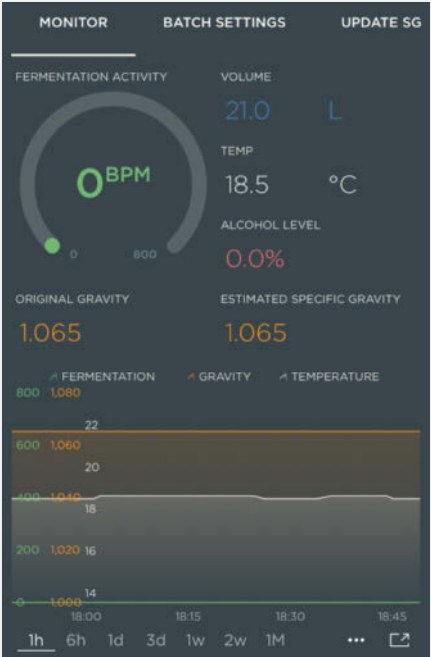 MONITOR BATCH SETTINGS UPDATE SG
FERMENTATION ACTIVITY VOLUME
21.0 L
TEMP
0 BPM
18.5 °C
ALCOHOL LEVEL
0 600
0.0%
ORIGINAL GRAVITY ESTIMATED SPECIFIC GRAVITY
1.065 1.065
FERMENTATION GRAVITY TEMPERATURE
800 1,080
22
600 1,060
20
400 1,040
18
200 1,020 16
14
0 1,000
18:00 18:15 18:30 18:45
1h 6h 1d 3d 1w 2w 1M •••